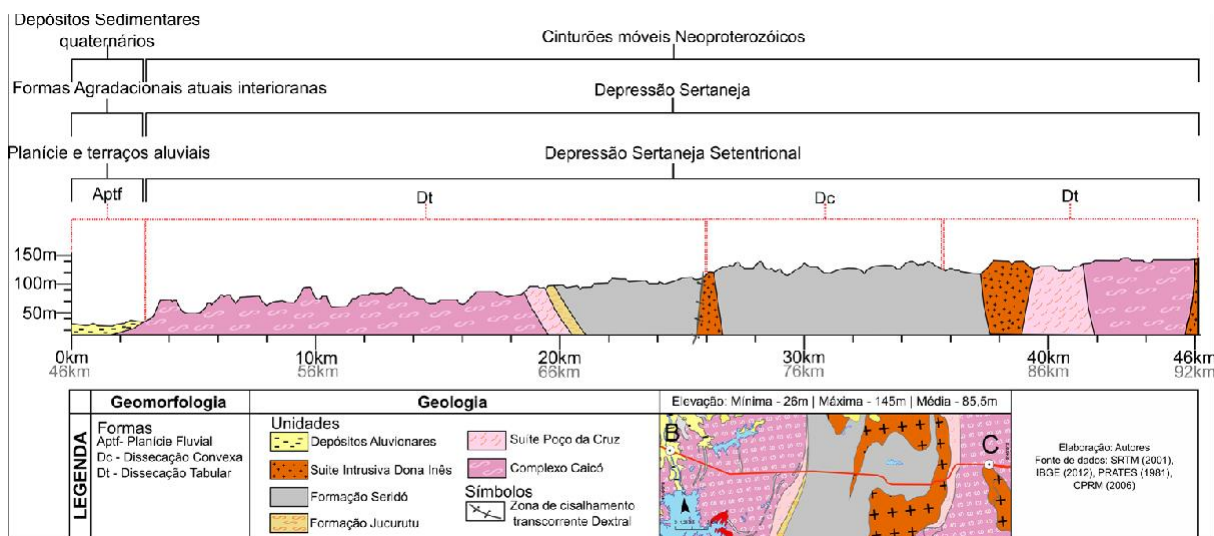 Depósitos Sedimentares
quaternários
Cinturões móveis Neoproterozóicos
Formas Agradacionais atuais interioranas
Depressão Sertaneja
Planície e terraços aluviais
Depressão Sertaneja Setentrional
Aptf
Dt
Dc
Dt
150m
100m
50m
0km
10km
20km
30km
40km
46km
46km
56km
66km
76km
86km
92km
LEGENDA
Geomorfologia
Formas
Aptf- Planície Fluvial
Dc - Dissecação Convexa
Dt - Dissecação Tabular
Geologia
Unidades
Depósitos Aluvionares
Suite Intrusiva Dona Inês
Formação Seridó
Formação Jucurutu
Suíte Poço da Cruz
Complexo Caicó
Símbolos
Zona de cisalhamento
transcorrente Dextral
Elevação: Mínima - 26m | Máxima - 145m | Média - 85,5m
B
C
Elaboração: Autores
Fonte de dados: SRTM (2001),
IBGE (2012), PRATES (1981),
CPRM (2006)